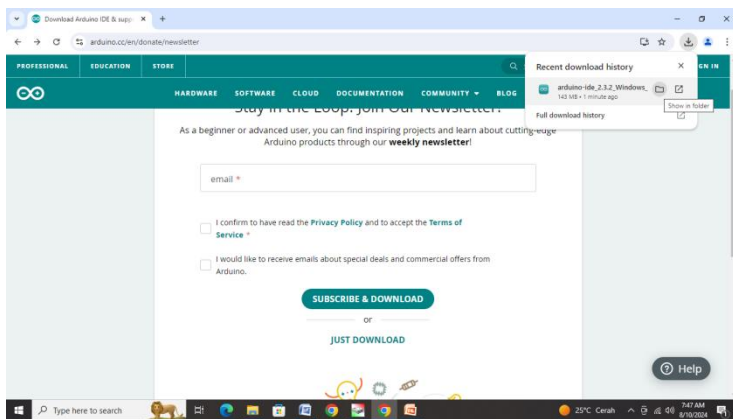 Download Arduino IDE & supp
arduino.cc/en/donate/newsletter
PROFESSIONAL EDUCATION STORE
GN IN
HARDWARE SOFTWARE CLOUD DOCUMENTATION COMMUNITY BLOG
Recent download history
arduino-ide_2.3.2_Windows_
143 MB • 1 minute ago
Show in folder
Full download history
Stay in the Loop: Join Our Newsletter!
As a beginner or advanced user, you can find inspiring projects and learn about cutting-edge
Arduino products through our weekly newsletter!
email *
I confirm to have read the Privacy Policy and to accept the Terms of
Service *
I would like to receive emails about special deals and commercial offers from
Arduino.
SUBSCRIBE & DOWNLOAD
or
JUST DOWNLOAD
Help
Type here to search
25°C Cerah
7:47 AM
8/10/2024